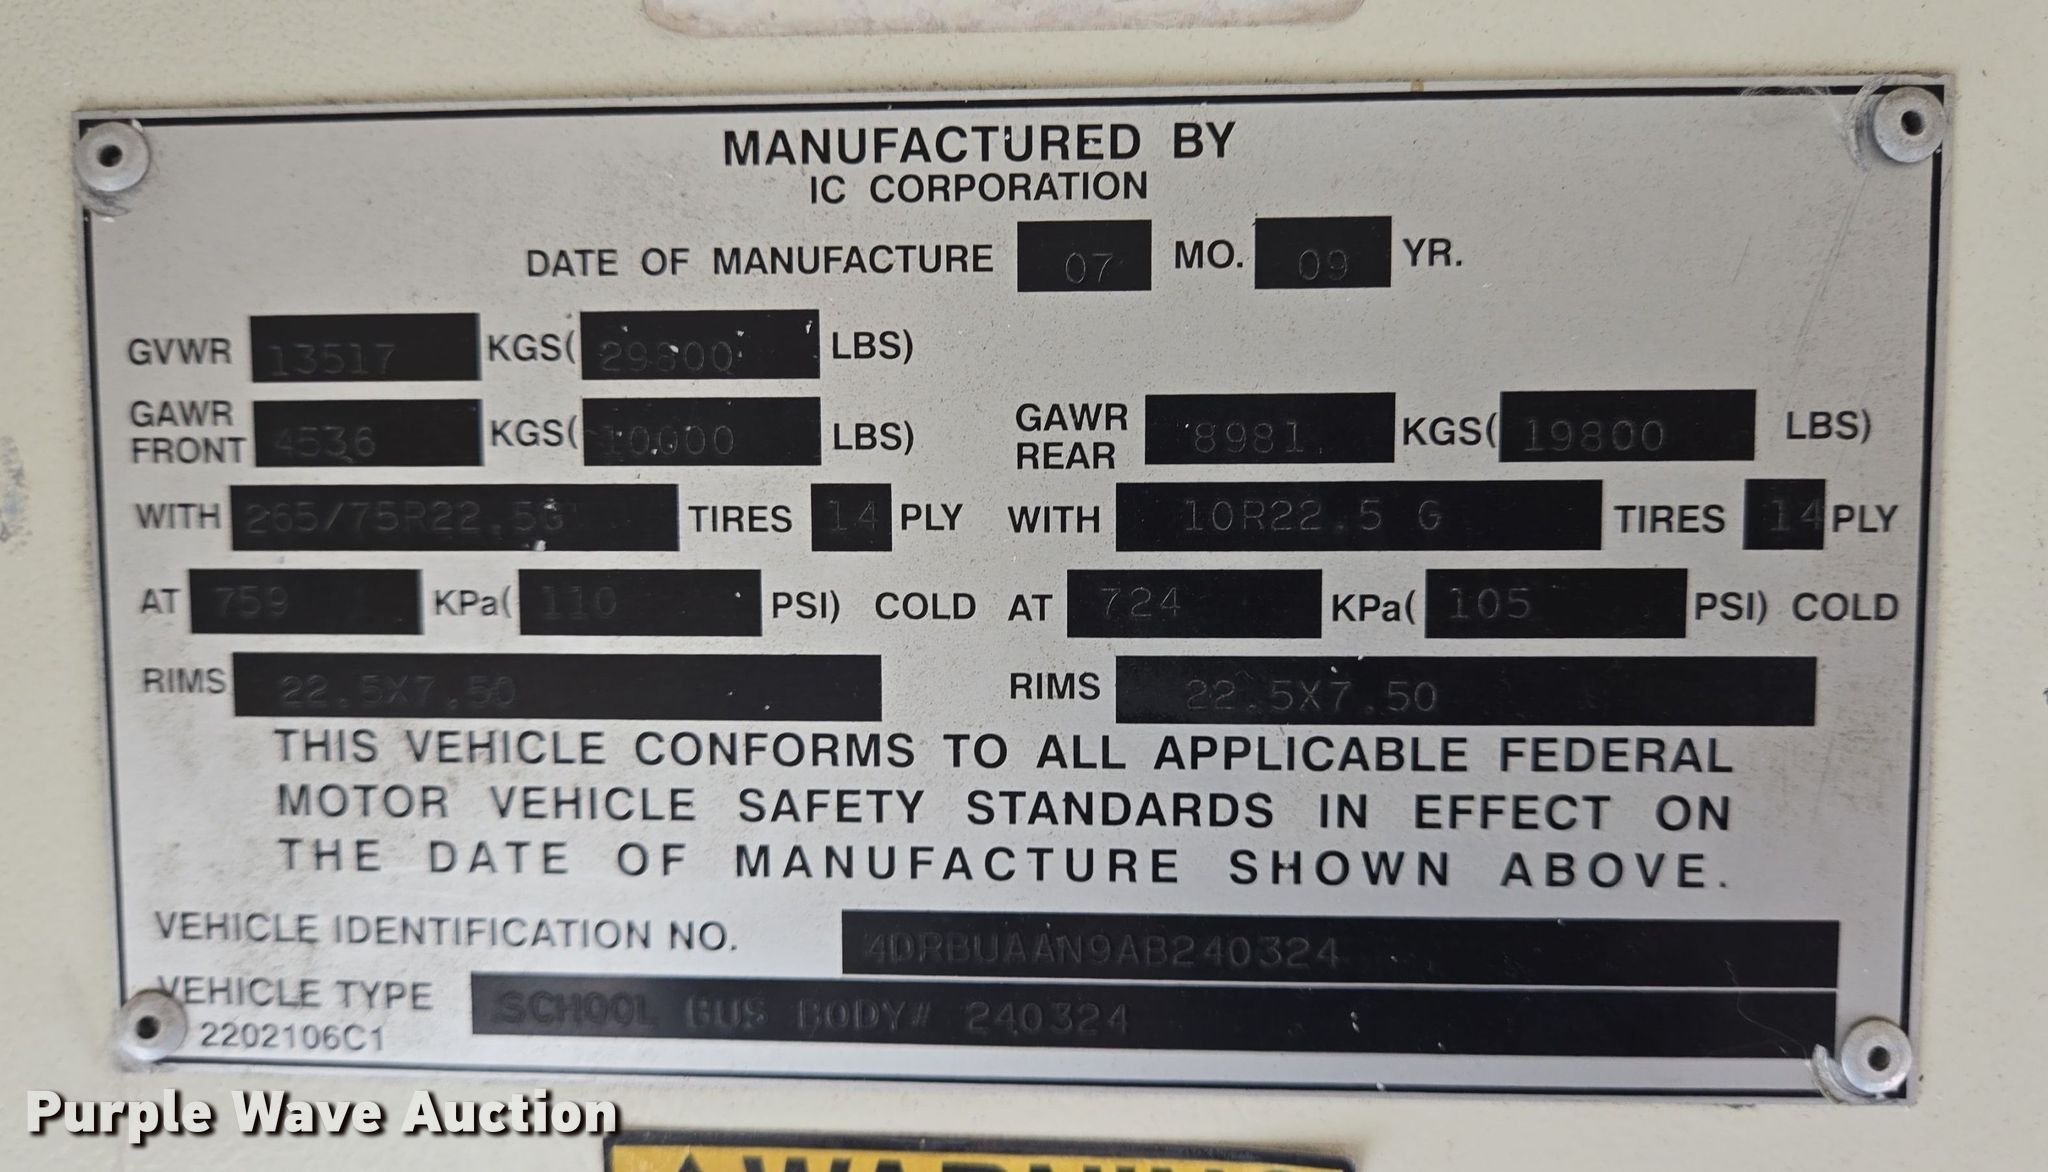 MANUFACTURED BY
IC CORPORATION
DATE OF MANUFACTURE 07 MO. 09 YR.
GVWR 13517 KGS( 29800 LBS)
GAWR FRONT 4536 KGS( 10000 LBS) GAWR REAR 8981 KGS( 19800 LBS)
WITH 265/75R22.5G TIRES 14 PLY WITH 10R22.5 G TIRES 14 PLY
AT 759 KPa( 110 PSI) COLD AT 724 KPa( 105 PSI) COLD
RIMS 22.5X7.50 RIMS 22.5X7.50
THIS VEHICLE CONFORMS TO ALL APPLICABLE FEDERAL
MOTOR VEHICLE SAFETY STANDARDS IN EFFECT ON
THE DATE OF MANUFACTURE SHOWN ABOVE.
VEHICLE IDENTIFICATION NO. 4DRBUAAN9AB240324
VEHICLE TYPE SCHOOL BUS BODY# 240324
2202106C1
Purple Wave Auction
WARNING